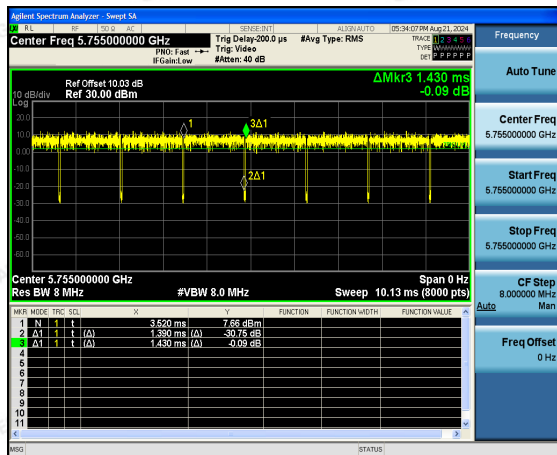 Agilent Spectrum Analyzer - Swept SA
RL RF 50 Ω AC SENSE:INT ALIGNAUTO 05:34:07 PM Aug 21, 2024
Center Freq 5.755000000 GHz
PNO: Fast
IFGain:Low
Trig Delay-200.0 µs
Trig: Video
#Atten: 40 dB
#Avg Type: RMS
TRACE 1 2 3 4 5 6
TYPE
DET P P P P P P
ΔMkr3 1.430 ms
-0.09 dB
10 dB/div
Log
Ref Offset 10.03 dB
Ref 30.00 dBm
20.0
10.0
0.00
-10.0
-20.0
-30.0
-40.0
-50.0
-60.0
1
3Δ1
2Δ1
Center 5.755000000 GHz Span 0 Hz
Res BW 8 MHz #VBW 8.0 MHz Sweep 10.13 ms (8000 pts)
MKR MODE TRC SCL X Y FUNCTION FUNCTION WIDTH FUNCTION VALUE
1 N 1 t 3.520 ms 7.66 dBm
2 Δ1 1 t (Δ) 1.390 ms (Δ) -30.75 dB
3 Δ1 1 t (Δ) 1.430 ms (Δ) -0.09 dB
4
5
6
7
8
9
10
11
MSG STATUS
Frequency
Auto Tune
Center Freq
5.755000000 GHz
Start Freq
5.755000000 GHz
Stop Freq
5.755000000 GHz
CF Step
8.000000 MHz
Auto Man
Freq Offset
0 Hz